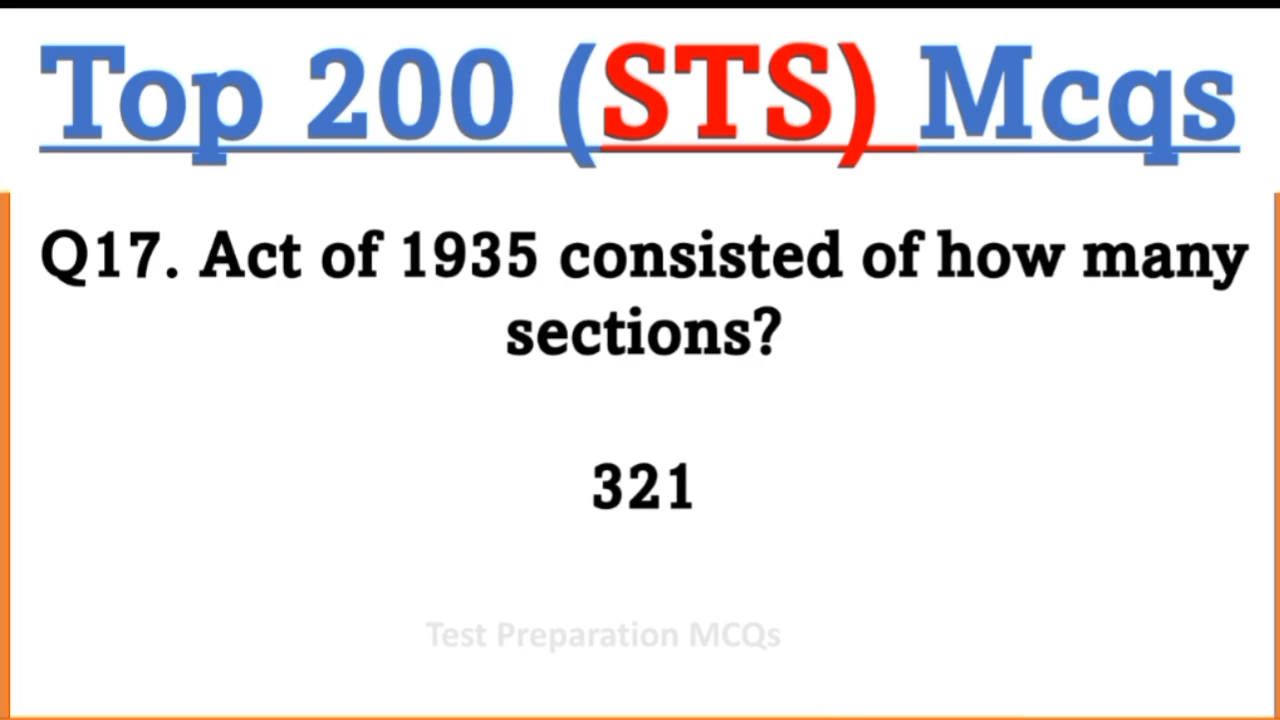 Top 200 (STS) Mcqs
Q17. Act of 1935 consisted of how many
sections?
321
Test Preparation MCQs